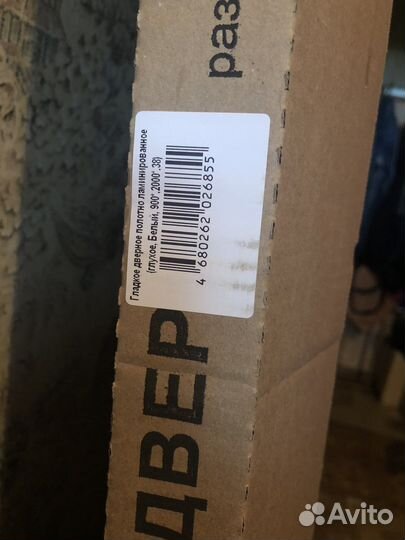 раз
Гладкое дверное полотно ламинированное
(глухое, Белый, 900*,2000*,38)
4 680262 026855
ДВЕР
Avito